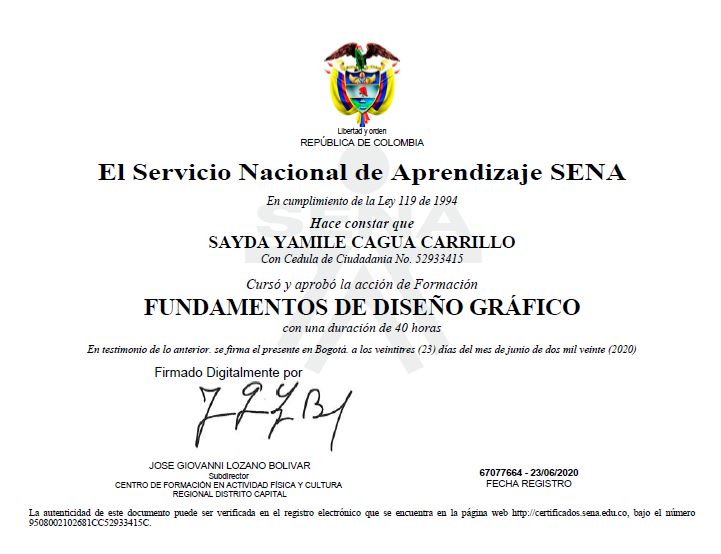 Libertad y orden
REPÚBLICA DE COLOMBIA
El Servicio Nacional de Aprendizaje SENA
En cumplimiento de la Ley 119 de 1994
SENA
Hace constar que
SAYDA YAMILE CAGUA CARRILLO
Con Cedula de Ciudadania No. 52933415
Cursó y aprobó la acción de Formación
FUNDAMENTOS DE DISEÑO GRÁFICO
con una duración de 40 horas
En testimonio de lo anterior. se firma el presente en Bogotá. a los veintitres (23) días del mes de junio de dos mil veinte (2020)
Firmado Digitalmente por
JOSE GIOVANNI LOZANO BOLIVAR
Subdirector
CENTRO DE FORMACIÓN EN ACTIVIDAD FÍSICA Y CULTURA
REGIONAL DISTRITO CAPITAL
67077664 - 23/06/2020
FECHA REGISTRO
La autenticidad de este documento puede ser verificada en el registro electrónico que se encuentra en la página web http://certificados.sena.edu.co, bajo el número
9508002102681CC52933415C.